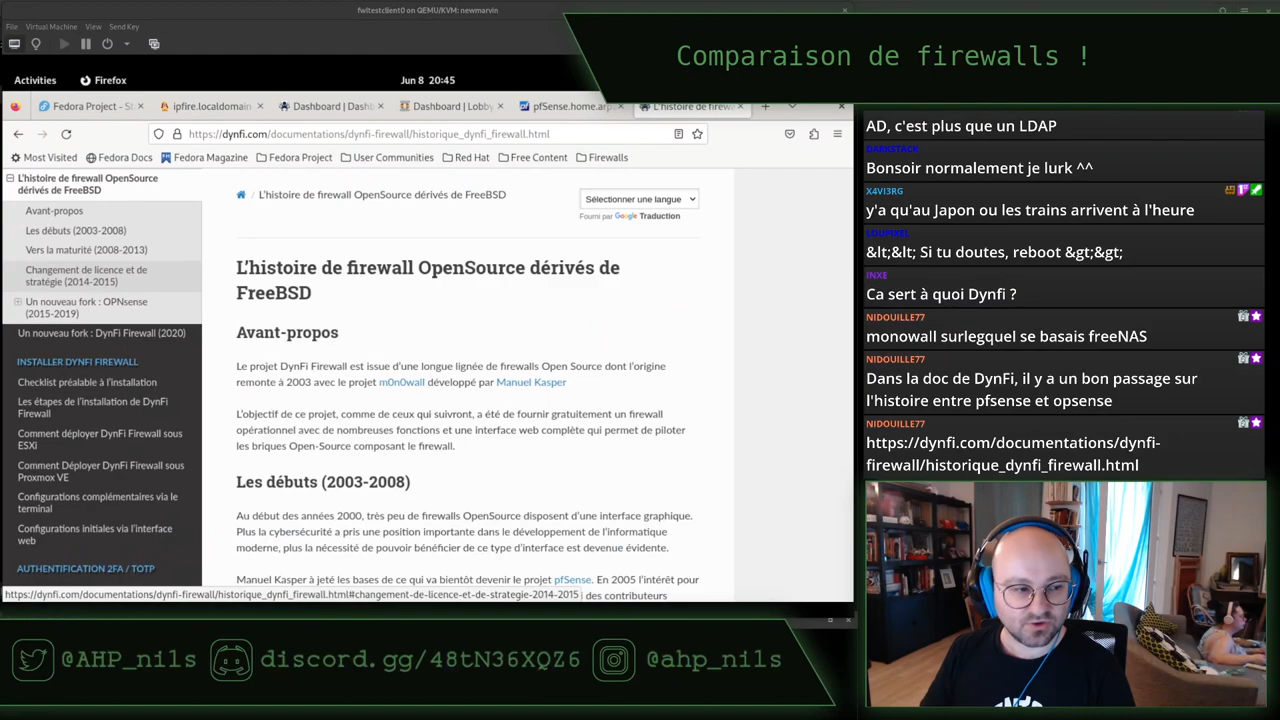 fwltestclient0 on QEMU/KVM: newmarvin
File Virtual Machine View Send Key
Comparaison de firewalls !
Activities Firefox Jun 8 20:45
Fedora Project - St ipfire.localdomain Dashboard | Dashb Dashboard | Lobby pfSense.home.arp L'histoire de firew
https://dynfi.com/documentations/dynfi-firewall/historique_dynfi_firewall.html
Most Visited Fedora Docs Fedora Magazine Fedora Project User Communities Red Hat Free Content Firewalls
L'histoire de firewall OpenSource
dérivés de FreeBSD
Avant-propos
Les débuts (2003-2008)
Vers la maturité (2008-2013)
Changement de licence et de
stratégie (2014-2015)
Un nouveau fork : OPNsense
(2015-2019)
Un nouveau fork : DynFi Firewall (2020)
INSTALLER DYNFI FIREWALL
Checklist préalable à l'installation
Les étapes de l'installation de DynFi
Firewall
Comment déployer DynFi Firewall sous
ESXi
Comment Déployer DynFi Firewall sous
Proxmox VE
Configurations complémentaires via le
terminal
Configurations initiales via l'interface
web
AUTHENTIFICATION 2FA / TOTP
/ L'histoire de firewall OpenSource dérivés de FreeBSD
Sélectionner une langue
Fourni par Google Traduction
L'histoire de firewall OpenSource dérivés de
FreeBSD
Avant-propos
Le projet DynFi Firewall est issue d'une longue lignée de firewalls Open Source dont l'origine
remonte à 2003 avec le projet m0n0wall développé par Manuel Kasper
L'objectif de ce projet, comme de ceux qui suivront, a été de fournir gratuitement un firewall
opérationnel avec de nombreuses fonctions et une interface web complète qui permet de piloter
les briques Open-Source composant le firewall.
Les débuts (2003-2008)
Au début des années 2000, très peu de firewalls OpenSource disposent d'une interface graphique.
Plus la cybersécurité a pris une position importante dans le développement de l'informatique
moderne, plus la nécessité de pouvoir bénéficier de ce type d'interface est devenue évidente.
Manuel Kasper à jeté les bases de ce qui va bientôt devenir le projet pfSense. En 2005 l'intérêt pour
des contributeurs
https://dynfi.com/documentations/dynfi-firewall/historique_dynfi_firewall.html#changement-de-licence-et-de-strategie-2014-2015
AD, c'est plus que un LDAP
DARKSTACK
Bonsoir normalement je lurk ^^
X4VI3RG
y'a qu'au Japon ou les trains arrivent à l'heure
LOUPIXEL
&lt;&lt; Si tu doutes, reboot &gt;&gt;
INXE
Ca sert à quoi Dynfi ?
NIDOUILLE77
monowall surlegquel se basais freeNAS
NIDOUILLE77
Dans la doc de DynFi, il y a un bon passage sur
l'histoire entre pfsense et opsense
NIDOUILLE77
https://dynfi.com/documentations/dynfi-
firewall/historique_dynfi_firewall.html
@AHP_nils discord.gg/48tN36XQZ6 @ahp_nils